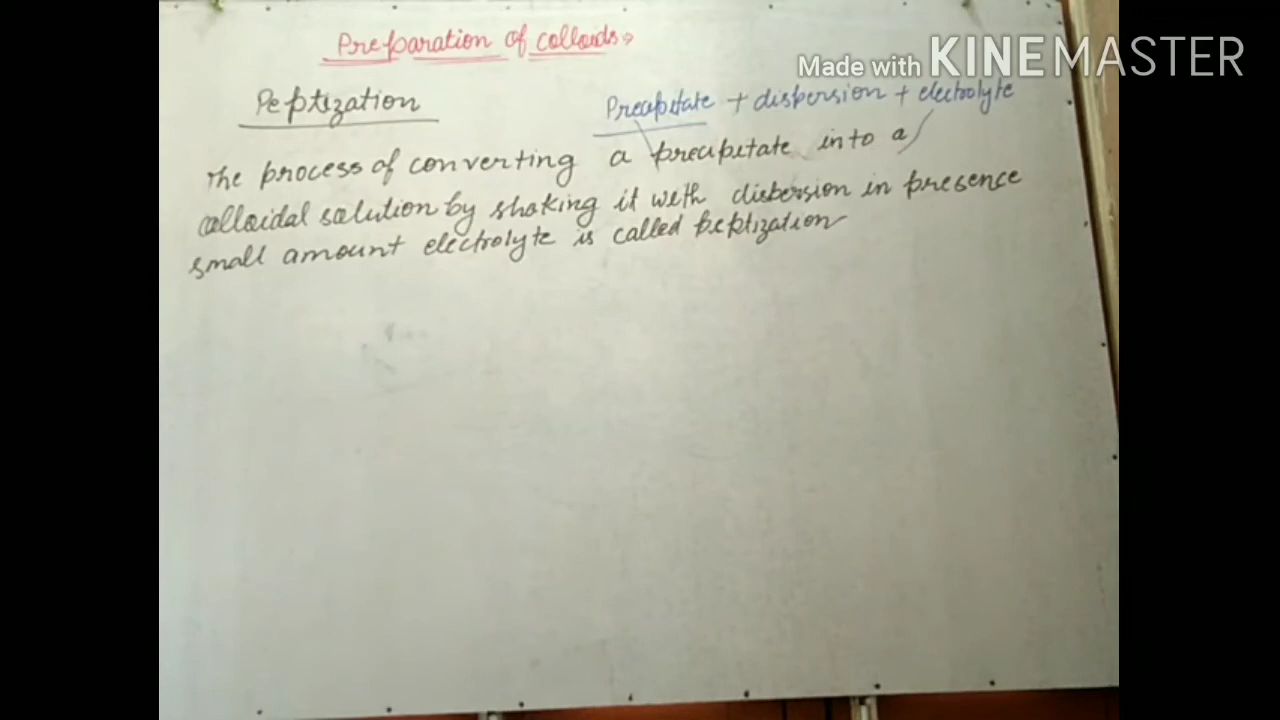 Preparation of colloids
Made with KINEMASTER
Peptization
Precipitate + dispersion + electrolyte
The process of converting a precipitate into a
colloidal solution by shaking it with dispersion in presence
small amount electrolyte is called peptization